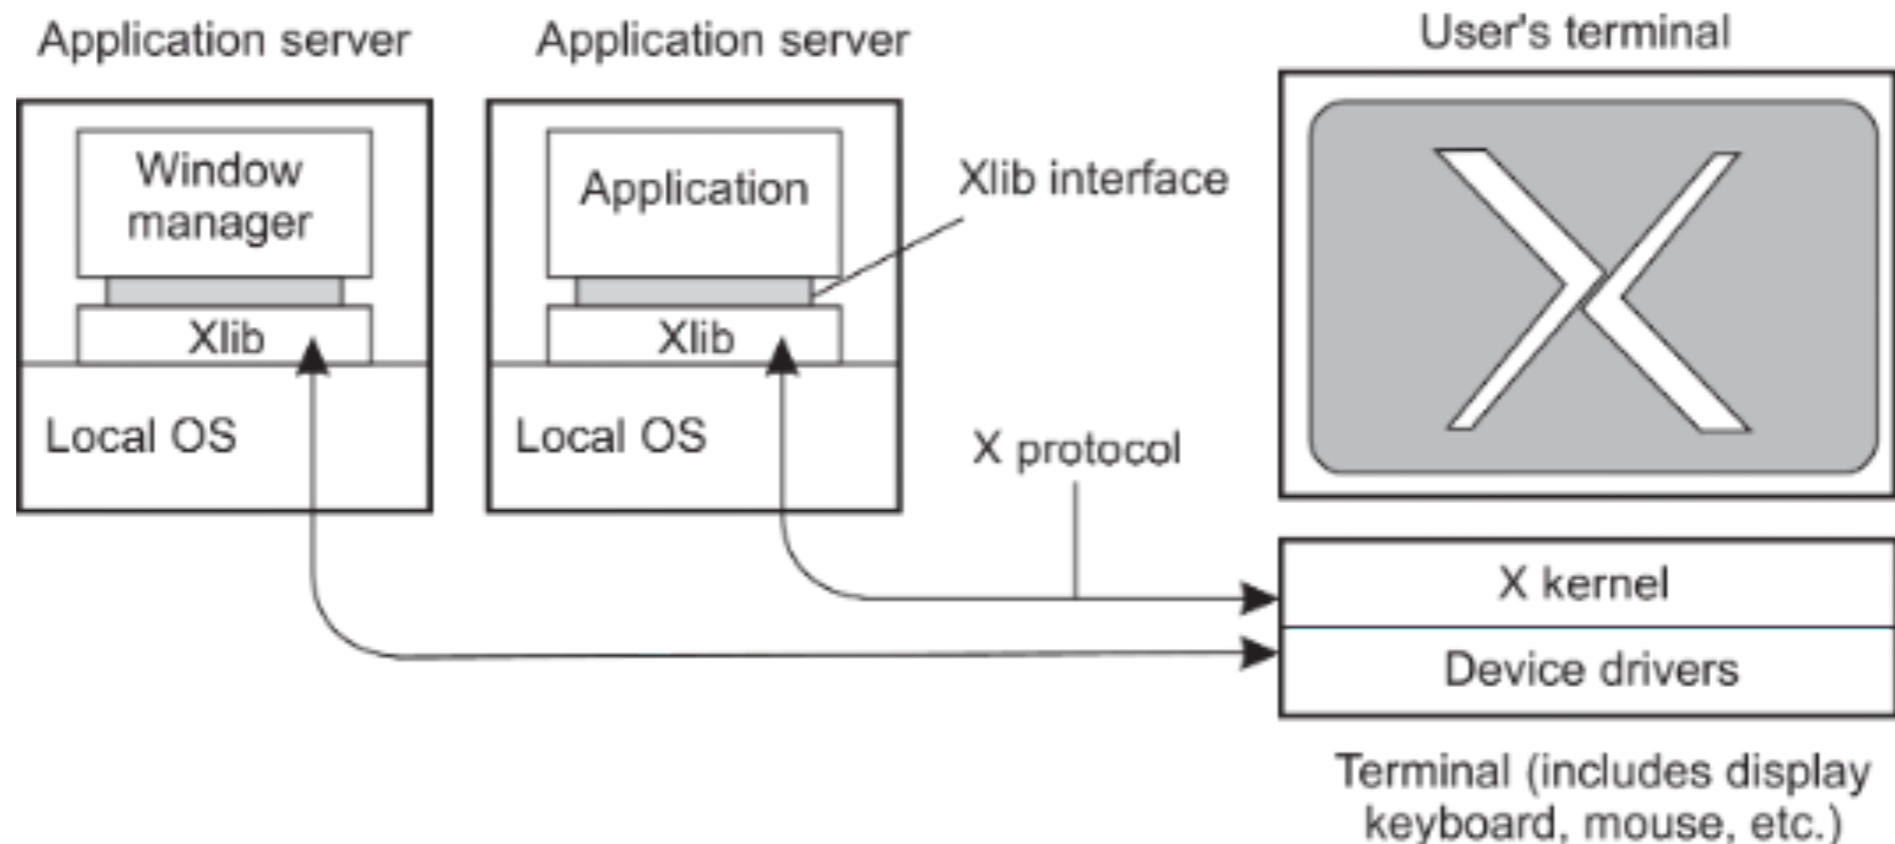 Application server
Application server
User's terminal
Window
manager
Application
Xlib interface
Xlib
Xlib
Local OS
Local OS
X protocol
X
X kernel
Device drivers
Terminal (includes display
keyboard, mouse, etc.)